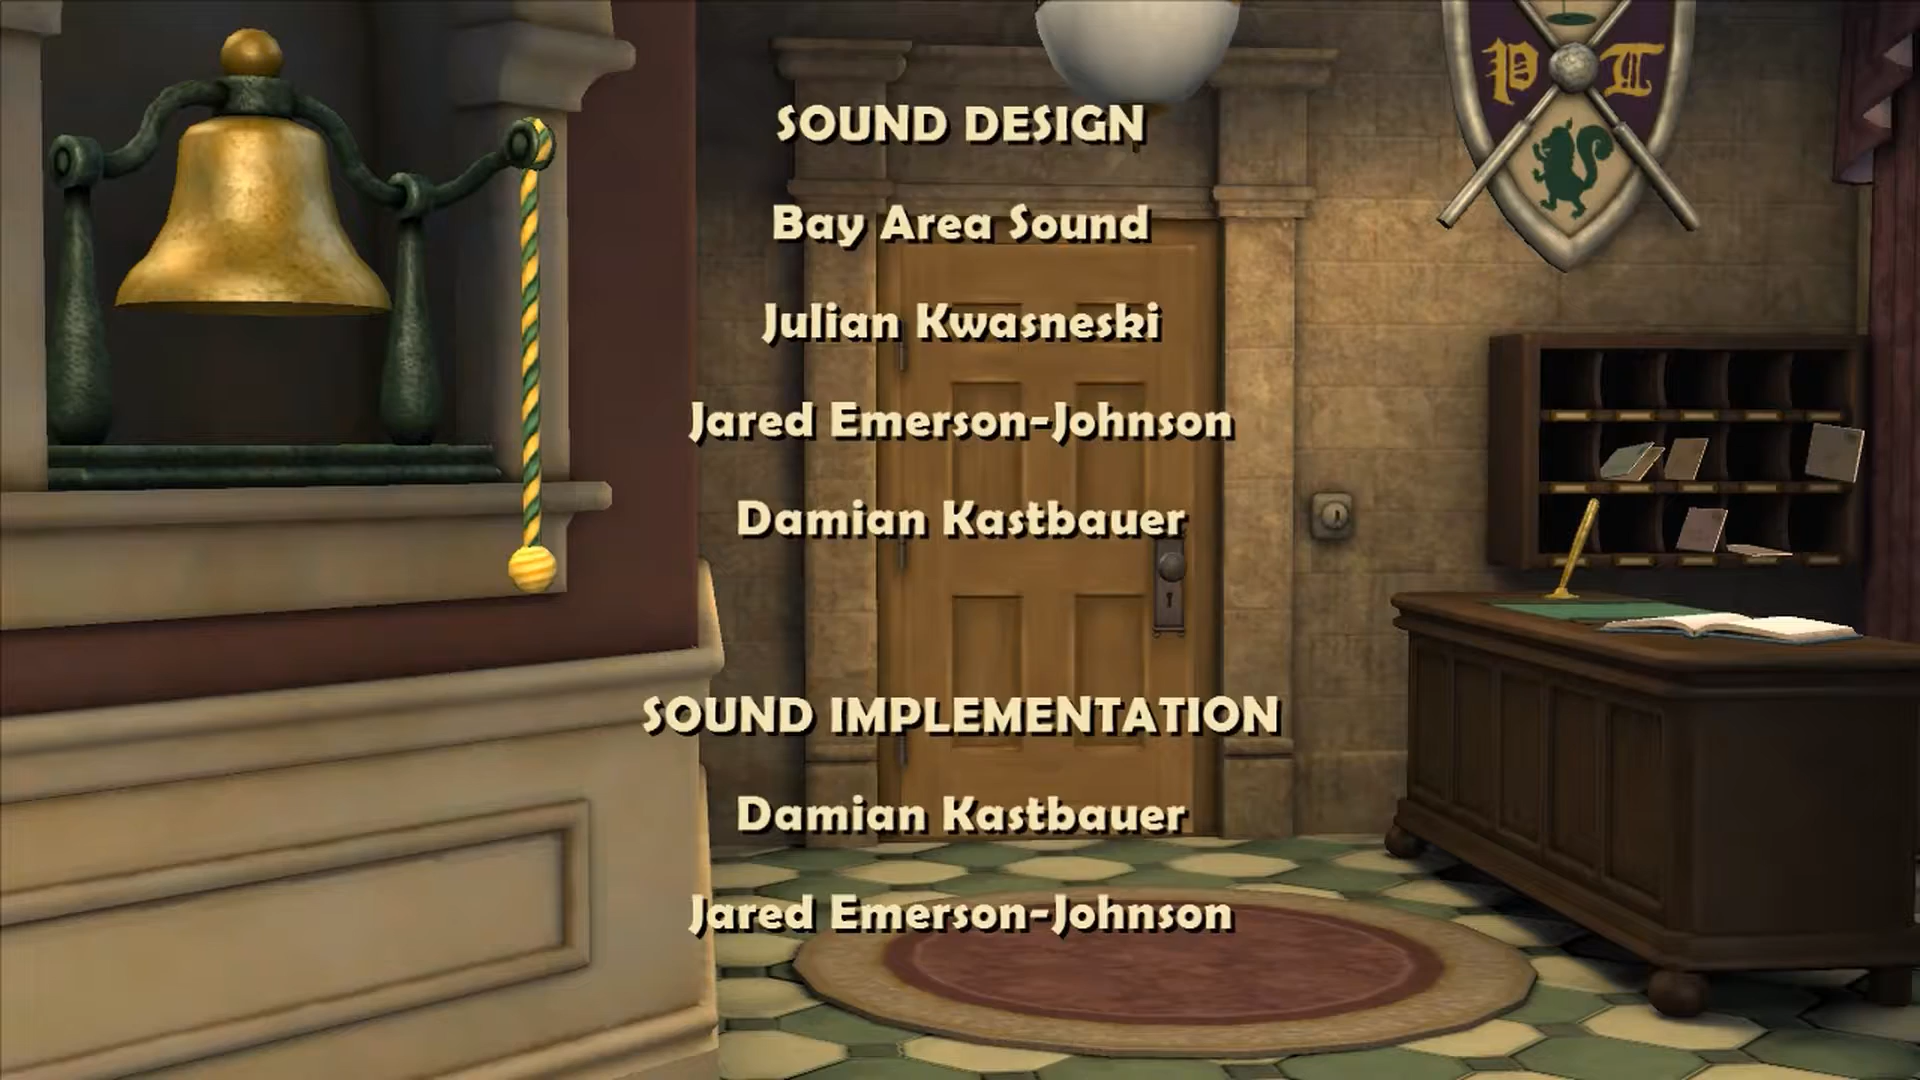 SOUND DESIGN
Bay Area Sound
Julian Kwasneski
Jared Emerson-Johnson
Damian Kastbauer
SOUND IMPLEMENTATION
Damian Kastbauer
Jared Emerson-Johnson